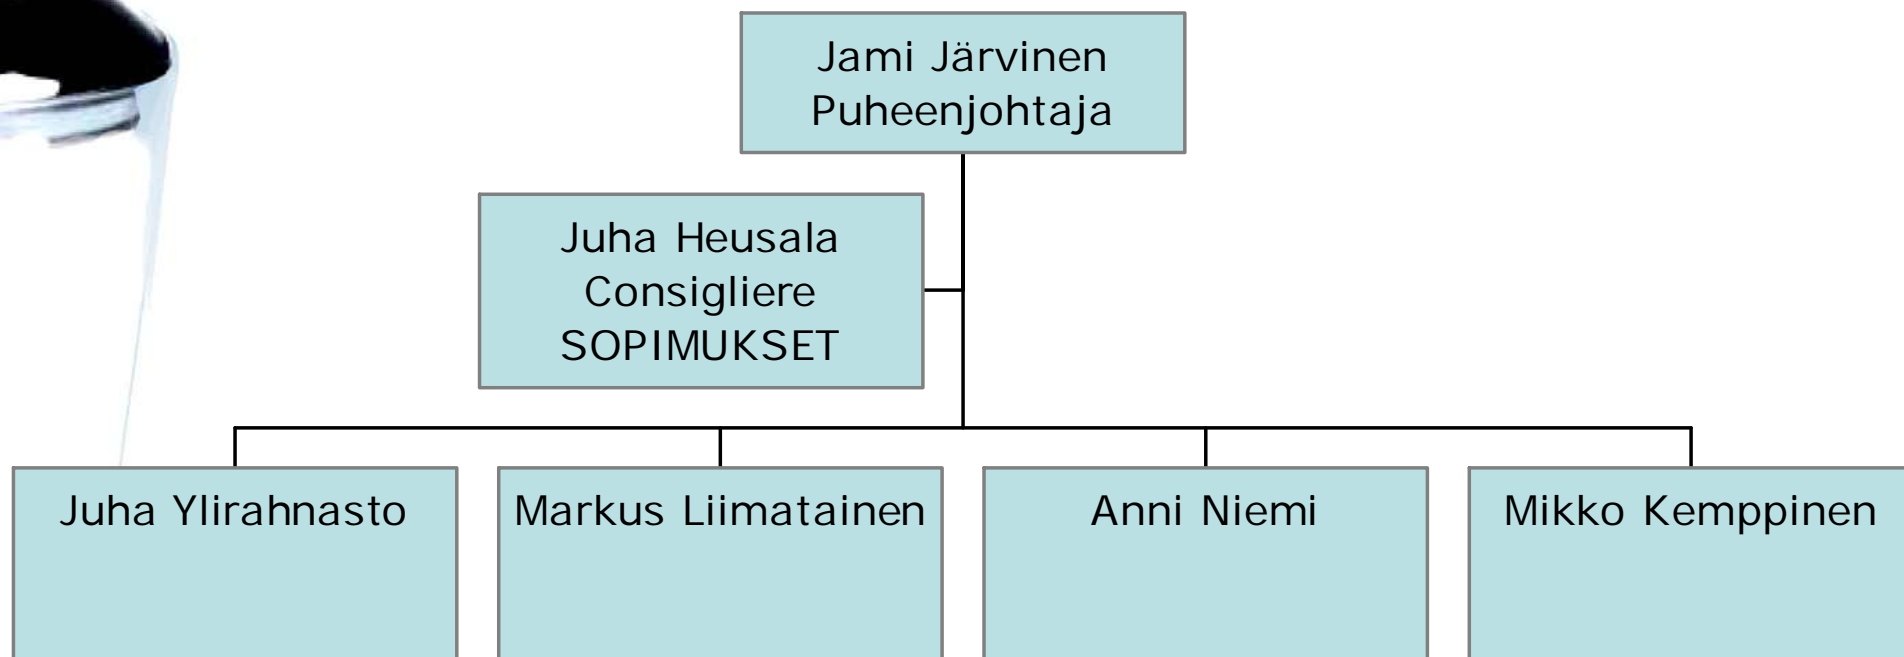 Jami Järvinen
Puheenjohtaja
Juha Heusala
Consigliere
SOPIMUKSET
Juha Ylirahnasto
Markus Liimatainen
Anni Niemi
Mikko Kemppinen